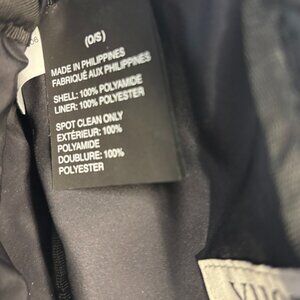 (O/S)
MADE IN PHILIPPINES
FABRIQUÉ AUX PHILIPPINES
SHELL: 100% POLYAMIDE
LINER: 100% POLYESTER
SPOT CLEAN ONLY
EXTÉRIEUR: 100%
POLYAMIDE
DOUBLURE: 100%
POLYESTER